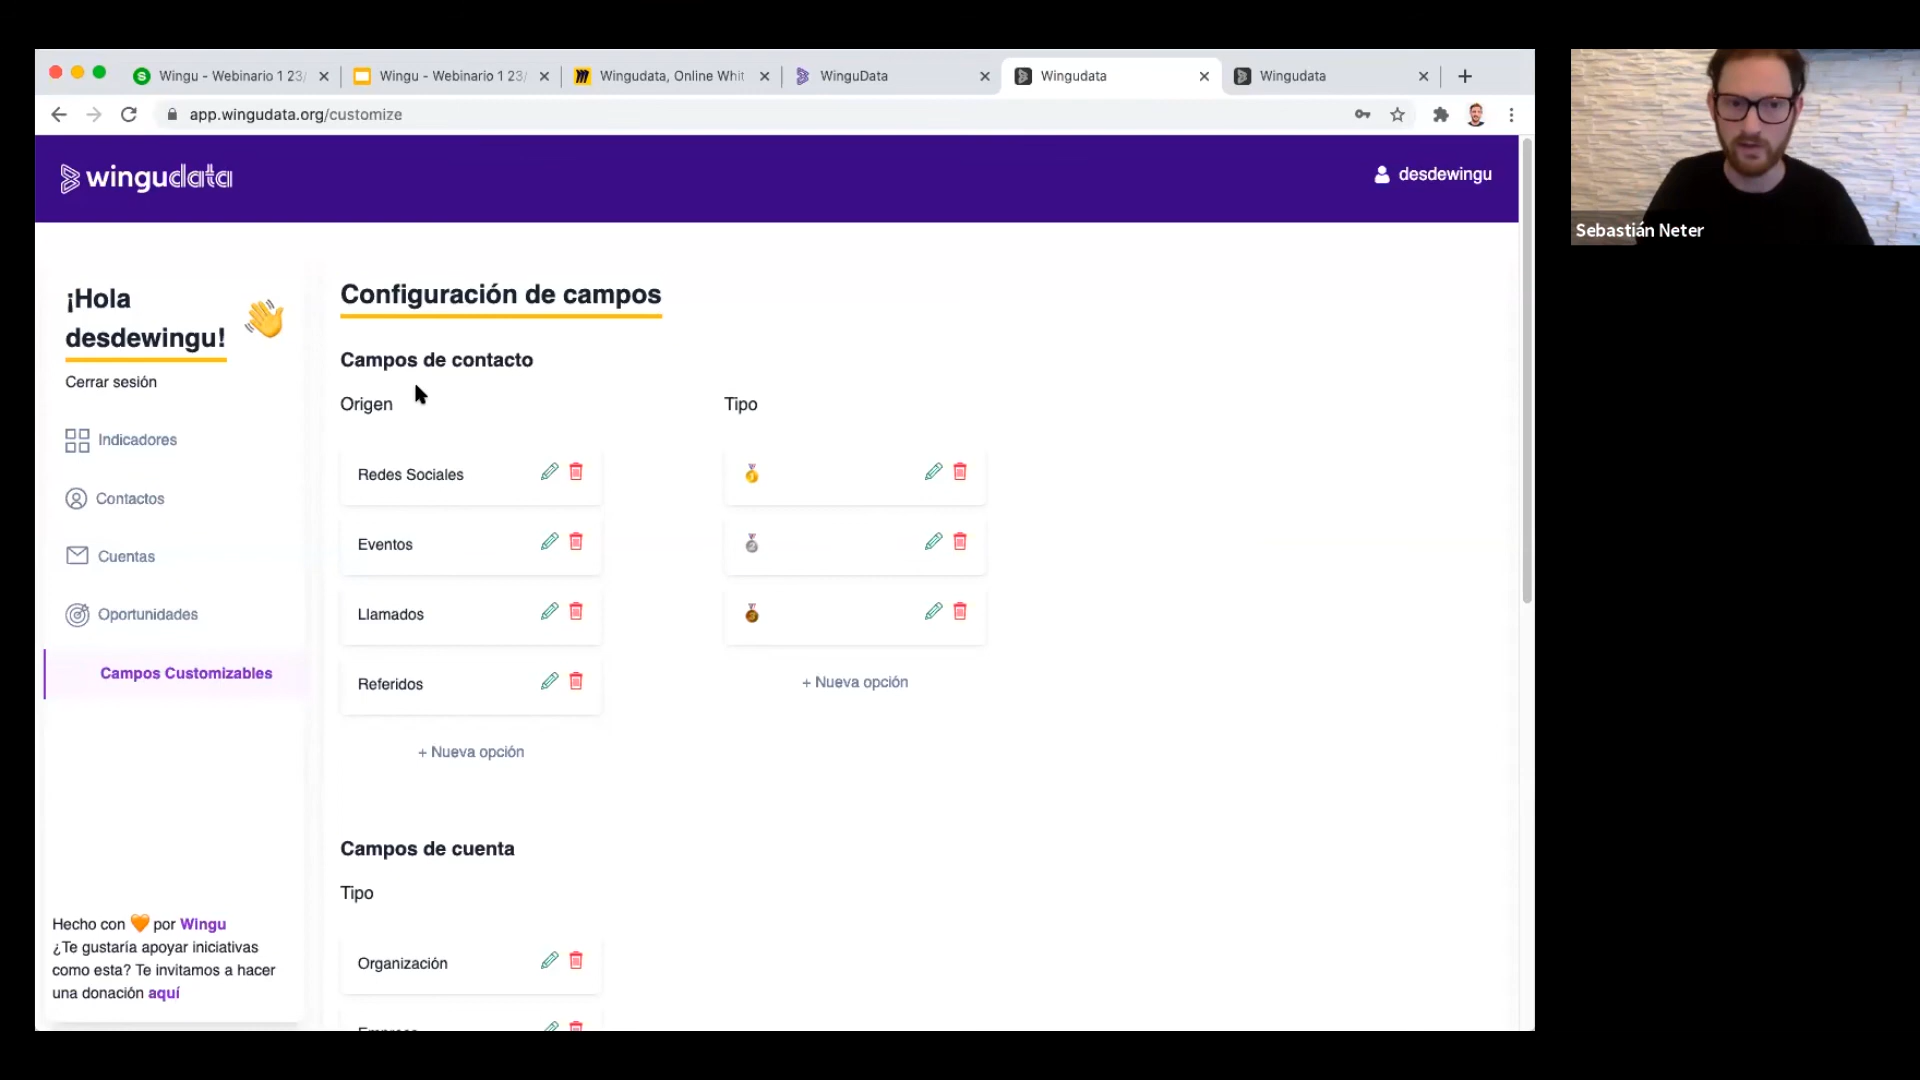 Wingu - Webinario 1 23/
Wingu - Webinario 1 23/
Wingudata, Online Whit
WinguData
Wingudata
Wingudata
app.wingudata.org/customize
wingudata
desdewingu
Sebastián Neter
¡Hola
desdewingu!
Cerrar sesión
Indicadores
Contactos
Cuentas
Oportunidades
Campos Customizables
Hecho con 🧡 por Wingu
¿Te gustaría apoyar iniciativas
como esta? Te invitamos a hacer
una donación aquí
Configuración de campos
Campos de contacto
Origen
Redes Sociales
Eventos
Llamados
Referidos
+ Nueva opción
Tipo
+ Nueva opción
Campos de cuenta
Tipo
Organización